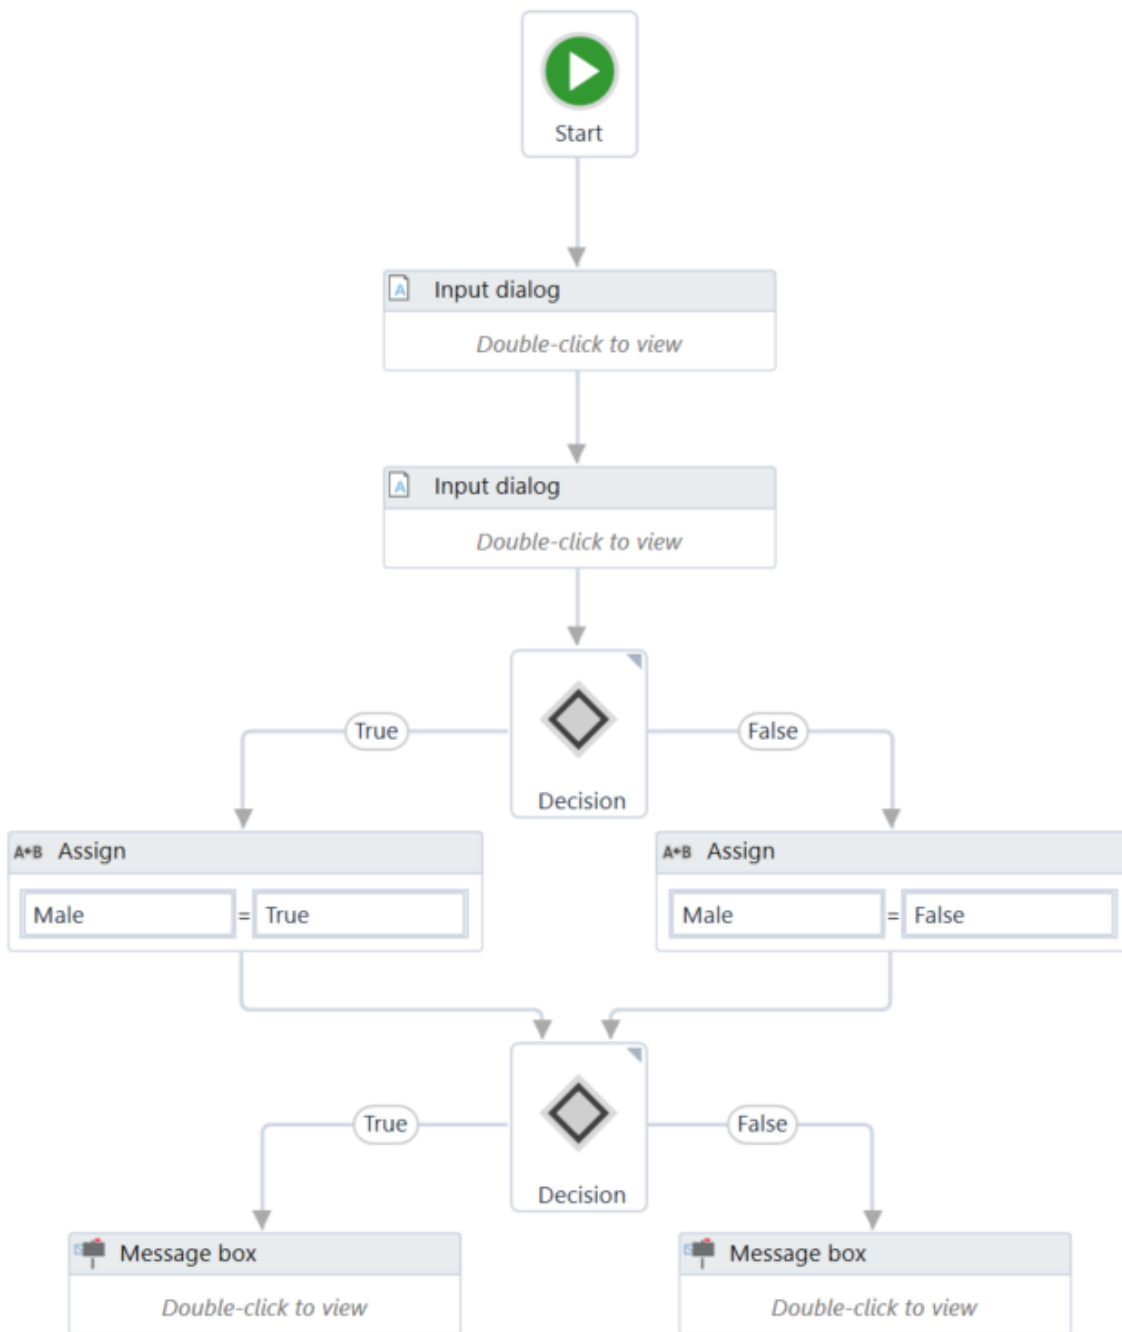 Start
A Input dialog
Double-click to view
A Input dialog
Double-click to view
True
False
Decision
A←B Assign
A←B Assign
Male = True
Male = False
True
False
Decision
Message box
Message box
Double-click to view
Double-click to view